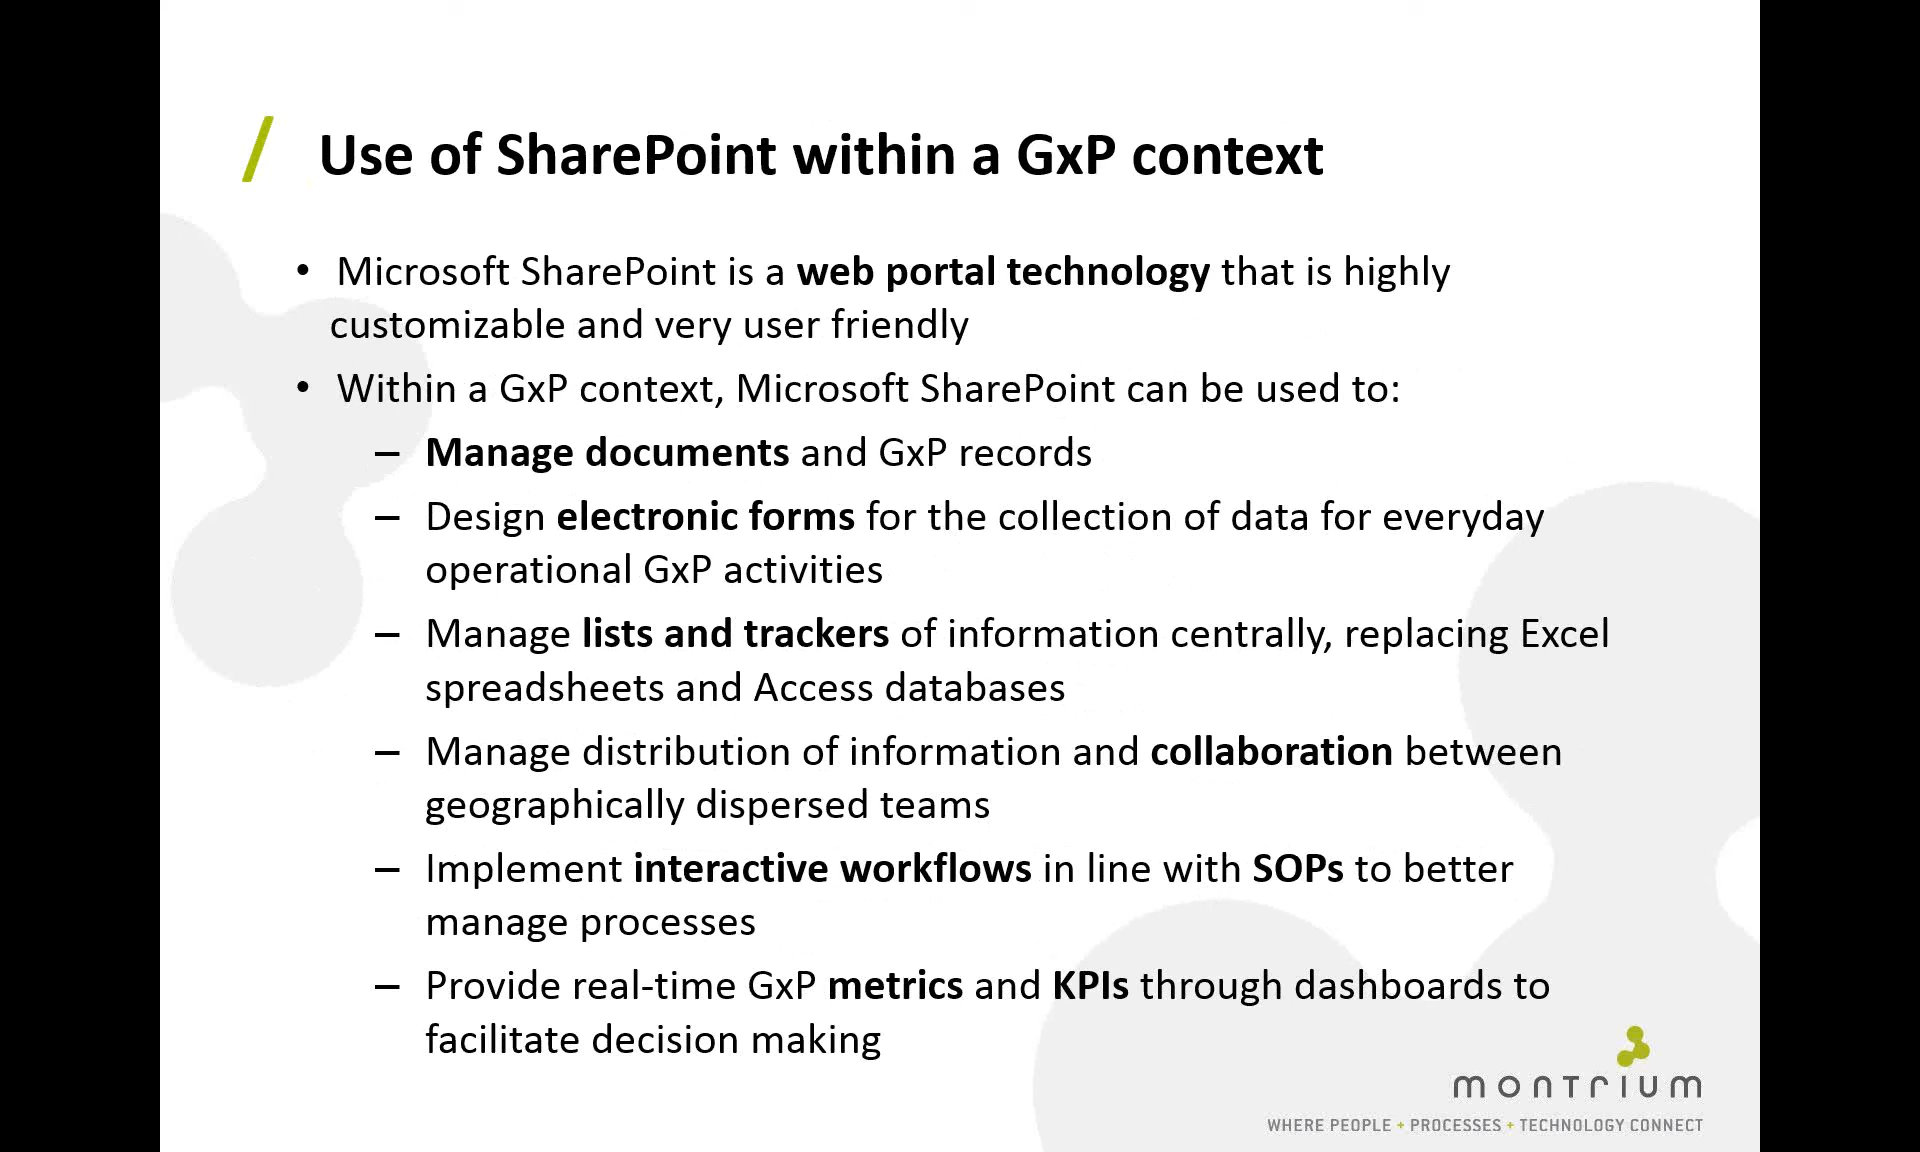 Use of SharePoint within a GxP context
• Microsoft SharePoint is a web portal technology that is highly
customizable and very user friendly
• Within a GxP context, Microsoft SharePoint can be used to:
– Manage documents and GxP records
– Design electronic forms for the collection of data for everyday
operational GxP activities
– Manage lists and trackers of information centrally, replacing Excel
spreadsheets and Access databases
– Manage distribution of information and collaboration between
geographically dispersed teams
– Implement interactive workflows in line with SOPs to better
manage processes
– Provide real-time GxP metrics and KPIs through dashboards to
facilitate decision making
montrium
WHERE PEOPLE + PROCESSES + TECHNOLOGY CONNECT